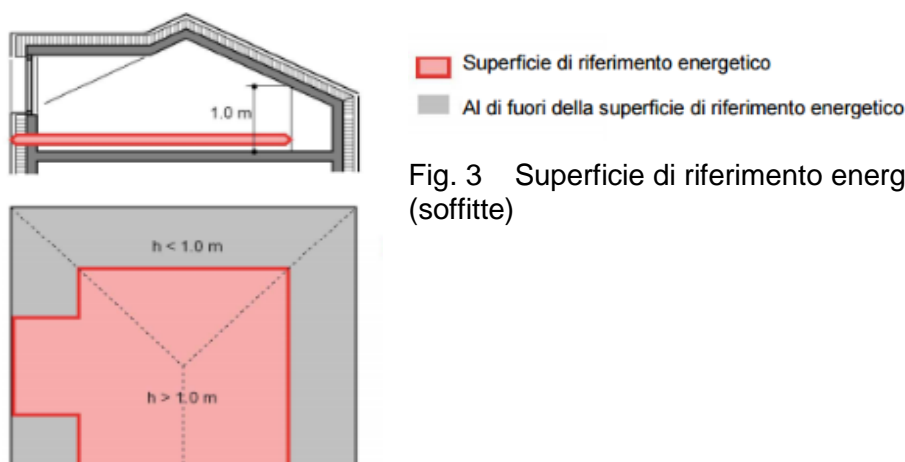 1.0 m
Superficie di riferimento energetico
Al di fuori della superficie di riferimento energetico
Fig. 3 Superficie di riferimento energ
(soffitte)
h < 1.0 m
h > 1.0 m